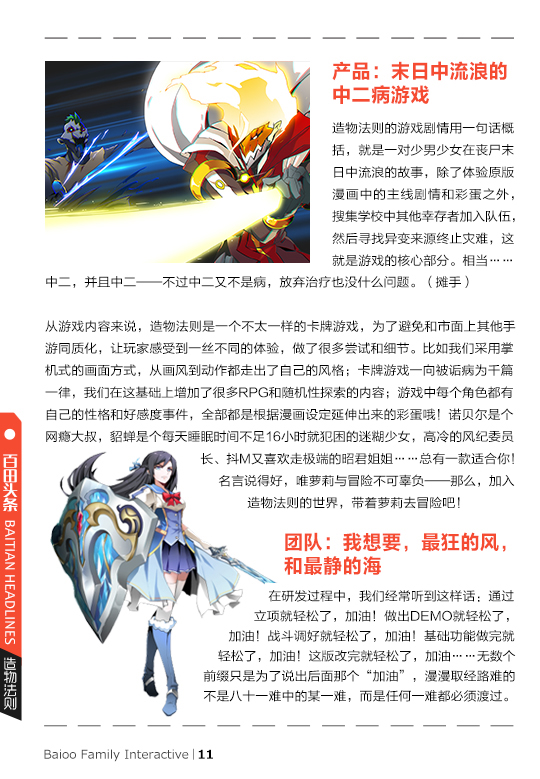 产品：末日中流浪的
中二病游戏
造物法则的游戏剧情用一句话概
括，就是一对少男少女在丧尸末
日中流浪的故事，除了体验原版
漫画中的主线剧情和彩蛋之外，
搜集学校中其他幸存者加入队伍，
然后寻找异变来源终止灾难，这
就是游戏的核心部分。相当……
中二，并且中二——不过中二又不是病，放弃治疗也没什么问题。（摊手）
从游戏内容来说，造物法则是一个不太一样的卡牌游戏，为了避免和市面上其他手
游同质化，让玩家感受到一丝不同的体验，做了很多尝试和细节。比如我们采用掌
机式的画面方式，从画风到动作都走出了自己的风格；卡牌游戏一向被诟病为千篇
一律，我们在这基础上增加了很多RPG和随机性探索的内容；游戏中每个角色都有
自己的性格和好感度事件，全部都是根据漫画设定延伸出来的彩蛋哦！诺贝尔是个
网瘾大叔，貂蝉是个每天睡眠时间不足16小时就犯困的迷糊少女，高冷的风纪委员
长、抖M又喜欢走极端的昭君姐姐……总有一款适合你！
名言说得好，唯萝莉与冒险不可辜负——那么，加入
造物法则的世界，带着萝莉去冒险吧！
团队：我想要，最狂的风，
和最静的海
在研发过程中，我们经常听到这样话：通过
立项就轻松了，加油！做出DEMO就轻松了，
加油！战斗调好就轻松了，加油！基础功能做完就
轻松了，加油！这版改完就轻松了，加油……无数个
前缀只是为了说出后面那个“加油”，漫漫取经路难的
不是八十一难中的某一难，而是任何一难都必须渡过。
百田头条 BAITIAN HEADLINES
造物法则
Baioo Family Interactive | 11